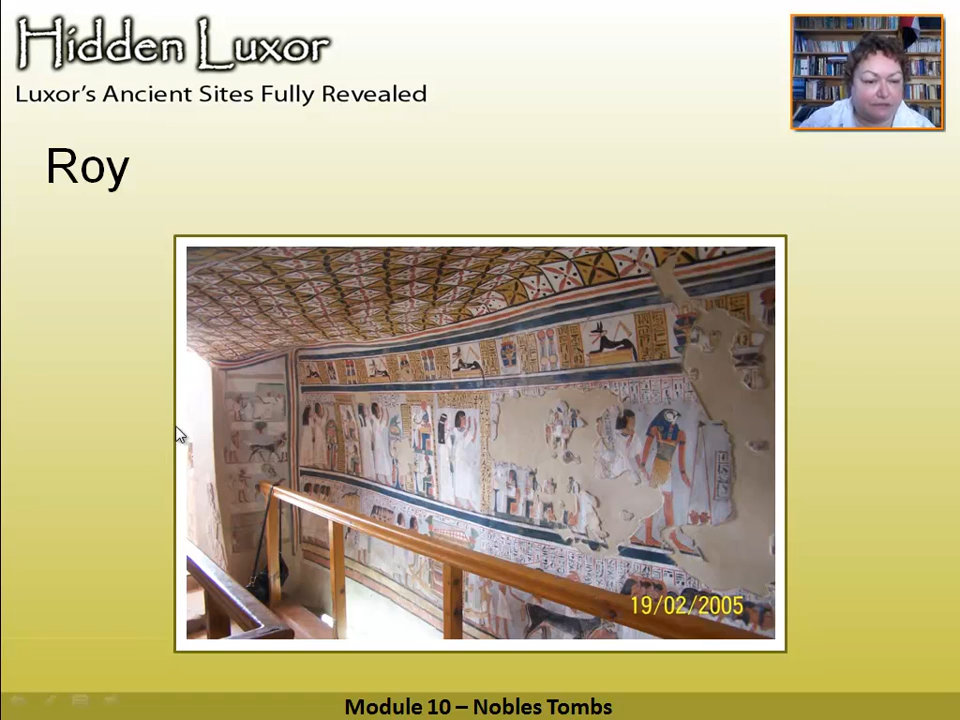 Hidden Luxor
Luxor's Ancient Sites Fully Revealed
Roy
19/02/2005
Module 10 – Nobles Tombs